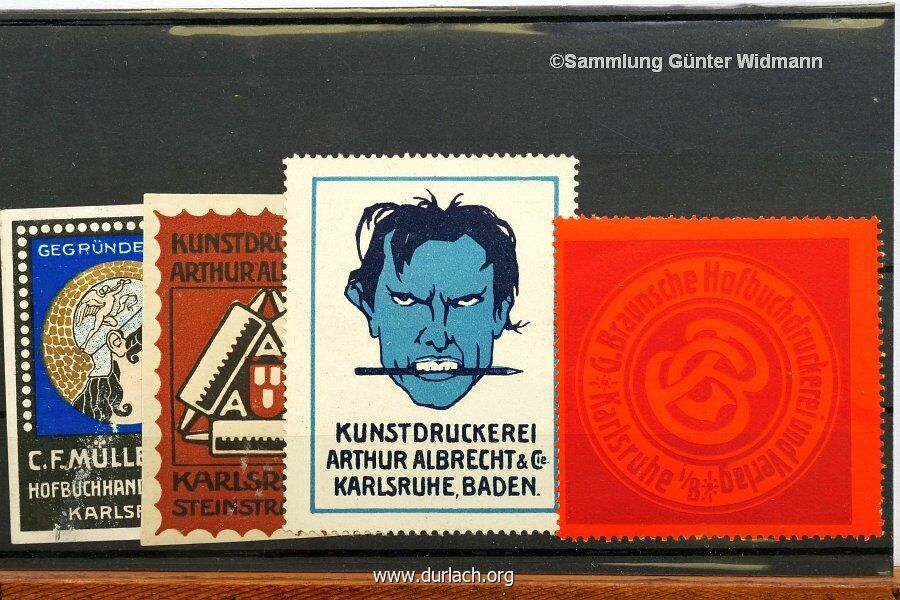 ©Sammlung Günter Widmann
GEGRÜNDE
C.F.MÜLLE
HOFBUCHHAN
KARLSR
KUNSTDRU
ARTHUR AL
A
A
KARLSR
STEINSTRA
KUNSTDRUCKEREI
ARTHUR ALBRECHT & Cie.
KARLSRUHE, BADEN.
G. Braunsche Hofbuchdruckerei und Verlag
Karlsruhe i/B
www.durlach.org